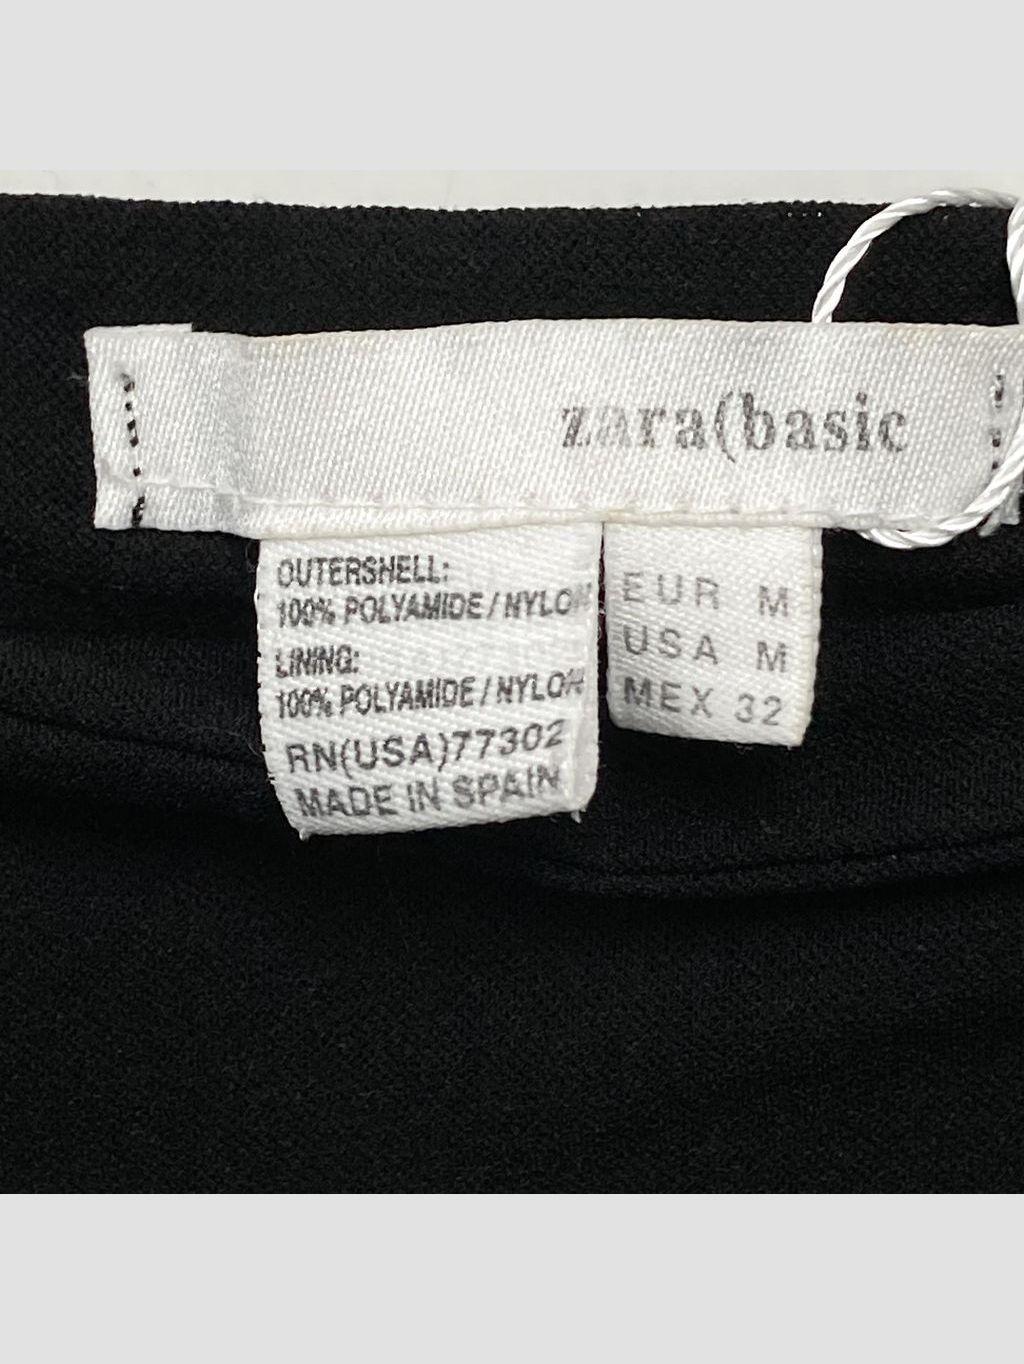 zara(basic
OUTERSHELL:
100% POLYAMIDE / NYLON
LINING:
100% POLYAMIDE / NYLON
RN(USA)77302
MADE IN SPAIN
EUR M
USA M
MEX 32